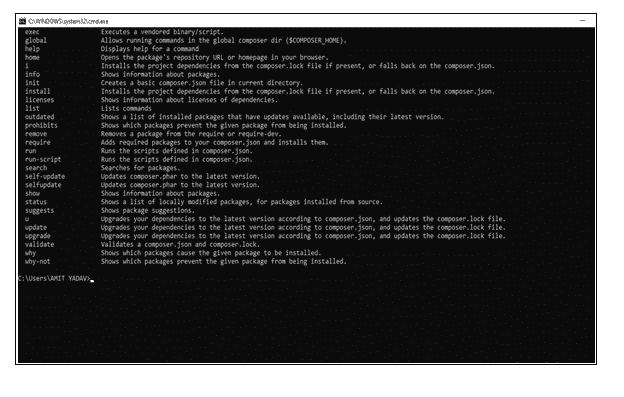 C:\WINDOWS\system32\cmd.exe
exec Executes a vendored binary/script.
global Allows running commands in the global composer dir ($COMPOSER_HOME).
help Displays help for a command
home Opens the package's repository URL or homepage in your browser.
i Installs the project dependencies from the composer.lock file if present, or falls back on the composer.json.
info Shows information about packages.
init Creates a basic composer.json file in current directory.
install Installs the project dependencies from the composer.lock file if present, or falls back on the composer.json.
licenses Shows information about licenses of dependencies.
list Lists commands
outdated Shows a list of installed packages that have updates available, including their latest version.
prohibits Shows which packages prevent the given package from being installed.
remove Removes a package from the require or require-dev.
require Adds required packages to your composer.json and installs them.
run Runs the scripts defined in composer.json.
run-script Runs the scripts defined in composer.json.
search Searches for packages.
self-update Updates composer.phar to the latest version.
selfupdate Updates composer.phar to the latest version.
show Shows information about packages.
status Shows a list of locally modified packages, for packages installed from source.
suggests Shows package suggestions.
u Upgrades your dependencies to the latest version according to composer.json, and updates the composer.lock file.
update Upgrades your dependencies to the latest version according to composer.json, and updates the composer.lock file.
upgrade Upgrades your dependencies to the latest version according to composer.json, and updates the composer.lock file.
validate Validates a composer.json and composer.lock.
why Shows which packages cause the given package to be installed.
why-not Shows which packages prevent the given package from being installed.
C:\Users\AMIT YADAV>